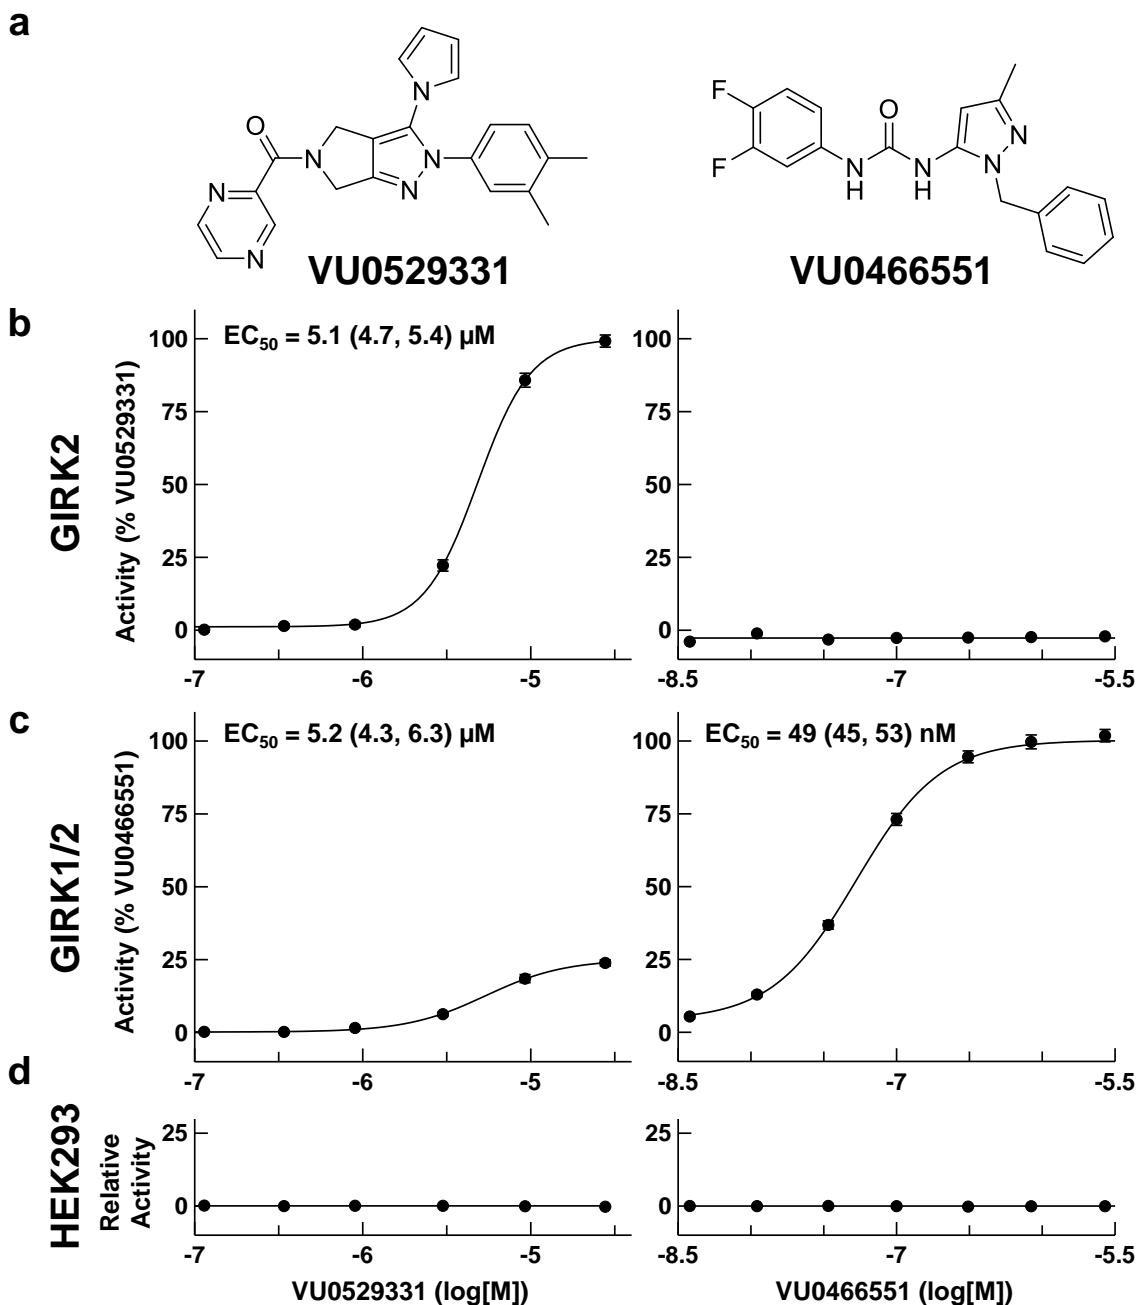 a
N
O
N
N
N
N
N
F
F
O
N
H
N
H
N
N
VU0529331
VU0466551
b
GIRK2
Activity (% VU0529331)
EC50 = 5.1 (4.7, 5.4) µM
100
75
50
25
0
-7
-6
-5
100
75
50
25
0
-8.5
-7
-5.5
c
GIRK1/2
Activity (% VU0466551)
EC50 = 5.2 (4.3, 6.3) µM
100
75
50
25
0
-7
-6
-5
EC50 = 49 (45, 53) nM
100
75
50
25
0
-8.5
-7
-5.5
d
HEK293
Relative
Activity
25
0
-7
-6
-5
VU0529331 (log[M])
25
0
-8.5
-7
-5.5
VU0466551 (log[M])